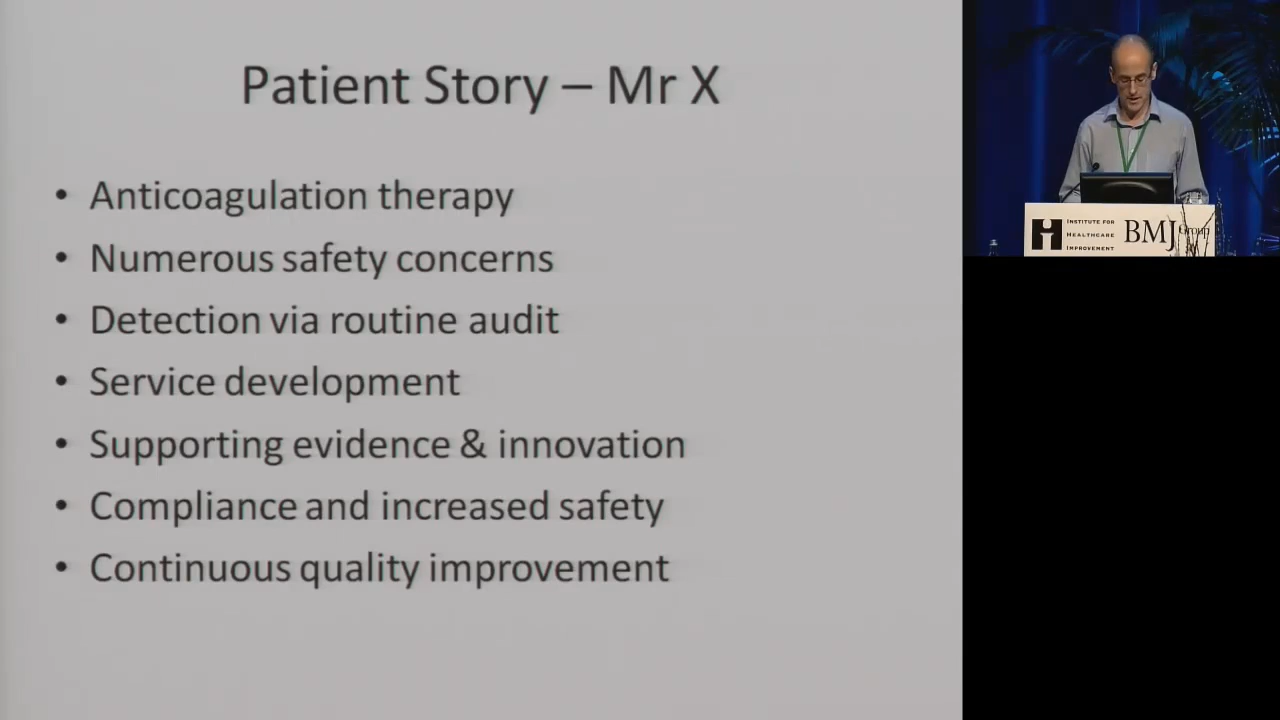 Patient Story – Mr X
• Anticoagulation therapy
• Numerous safety concerns
• Detection via routine audit
• Service development
• Supporting evidence & innovation
• Compliance and increased safety
• Continuous quality improvement
INSTITUTE FOR
HEALTHCARE
IMPROVEMENT
BMJ Group